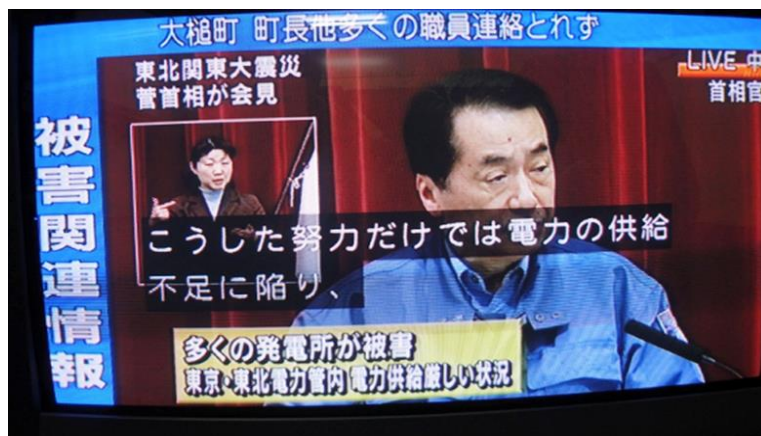 大槌町 町長他多くの職員連絡とれず
東北関東大震災
菅首相が会見
LIVE 中
首相官
被害関連情報
こうした努力だけでは電力の供給
不足に陥り、
多くの発電所が被害
東京・東北電力管内 電力供給厳しい状況